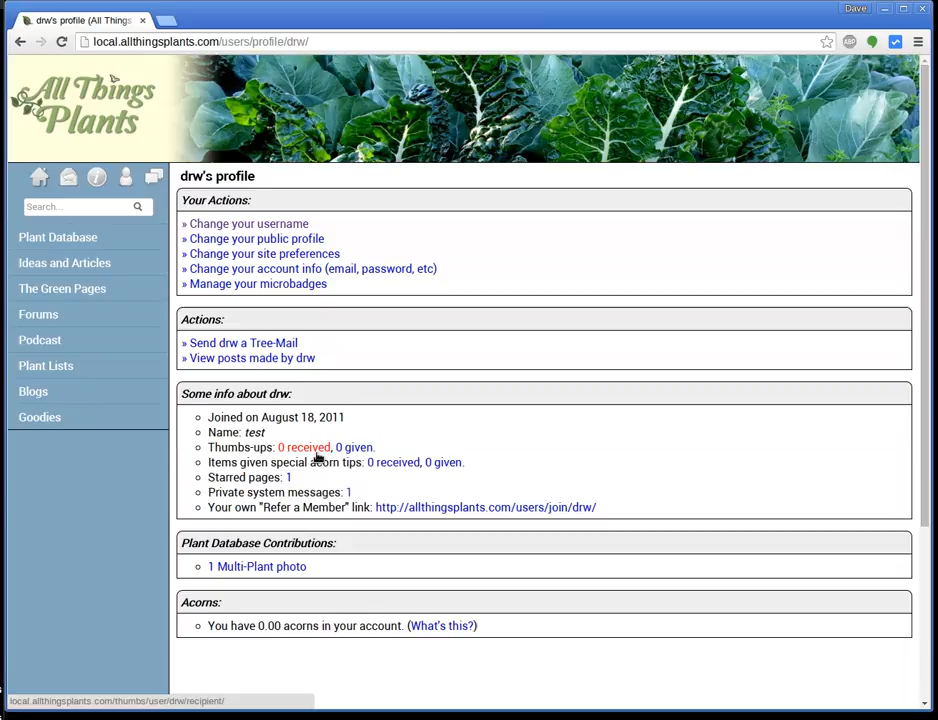 Dave
drw's profile (All Things
local.allthingsplants.com/users/profile/drw/
ABP
All Things
Plants
drw's profile
Search...
Your Actions:
» Change your username
» Change your public profile
» Change your site preferences
» Change your account info (email, password, etc)
» Manage your microbadges
Plant Database
Ideas and Articles
The Green Pages
Forums
Podcast
Plant Lists
Blogs
Goodies
Actions:
» Send drw a Tree-Mail
» View posts made by drw
Some info about drw:
Joined on August 18, 2011
Name: test
Thumbs-ups: 0 received, 0 given.
Items given special acorn tips: 0 received, 0 given.
Starred pages: 1
Private system messages: 1
Your own "Refer a Member" link: http://allthingsplants.com/users/join/drw/
Plant Database Contributions:
1 Multi-Plant photo
Acorns:
You have 0.00 acorns in your account. (What's this?)
local.allthingsplants.com/thumbs/user/drw/recipient/